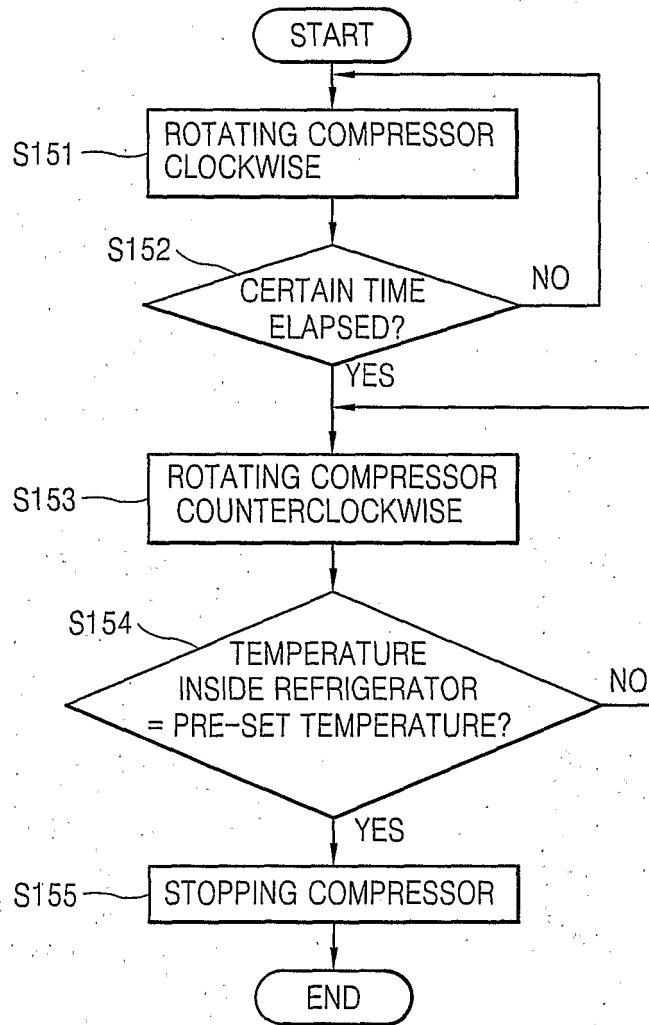 START
S151
ROTATING COMPRESSOR
CLOCKWISE
S152
CERTAIN TIME
ELAPSED?
NO
YES
S153
ROTATING COMPRESSOR
COUNTERCLOCKWISE
S154
TEMPERATURE
INSIDE REFRIGERATOR
= PRE-SET TEMPERATURE?
NO
YES
S155
STOPPING COMPRESSOR
END